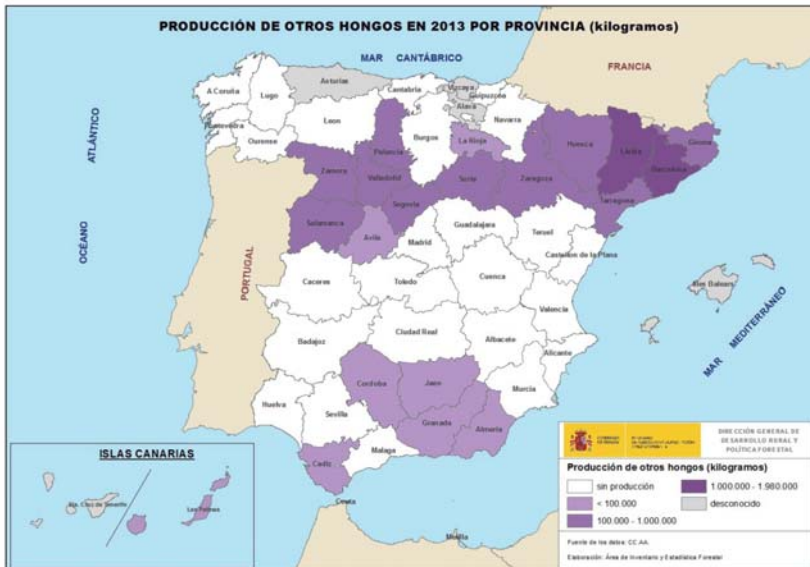 PRODUCCIÓN DE OTROS HONGOS EN 2013 POR PROVINCIA (kilogramos)
MAR CANTÁBRICO
FRANCIA
OCÉANO ATLÁNTICO
PORTUGAL
MAR MEDITERRÁNEO
A Coruña
Lugo
Asturias
Cantabria
Vizcaya
Guipuzcoa
Alava
Navarra
Pontevedra
Ourense
Leon
Burgos
La Rioja
Huesca
Lleida
Girona
Barcelona
Palencia
Zamora
Valladolid
Soria
Zaragoza
Tarragona
Segovia
Salamanca
Avila
Guadalajara
Teruel
Madrid
Castellon de la Plana
Caceres
Toledo
Cuenca
Illes Balears
Valencia
Ciudad Real
Badajoz
Albacete
Alicante
Cordoba
Jaen
Murcia
Huelva
Sevilla
Granada
Almeria
Malaga
Cadiz
Ceuta
Melilla
ISLAS CANARIAS
Sta. Cruz de Tenerife
Las Palmas
DIRECCIÓN GENERAL DE
DESARROLLO RURAL Y
POLÍTICA FORESTAL
Producción de otros hongos (kilogramos)
sin producción
< 100.000
100.000 - 1.000.000
1.000.000 - 1.980.000
desconocido
Fuente de los datos: CC.AA.
Elaboración: Área de Inventario y Estadística Forestal